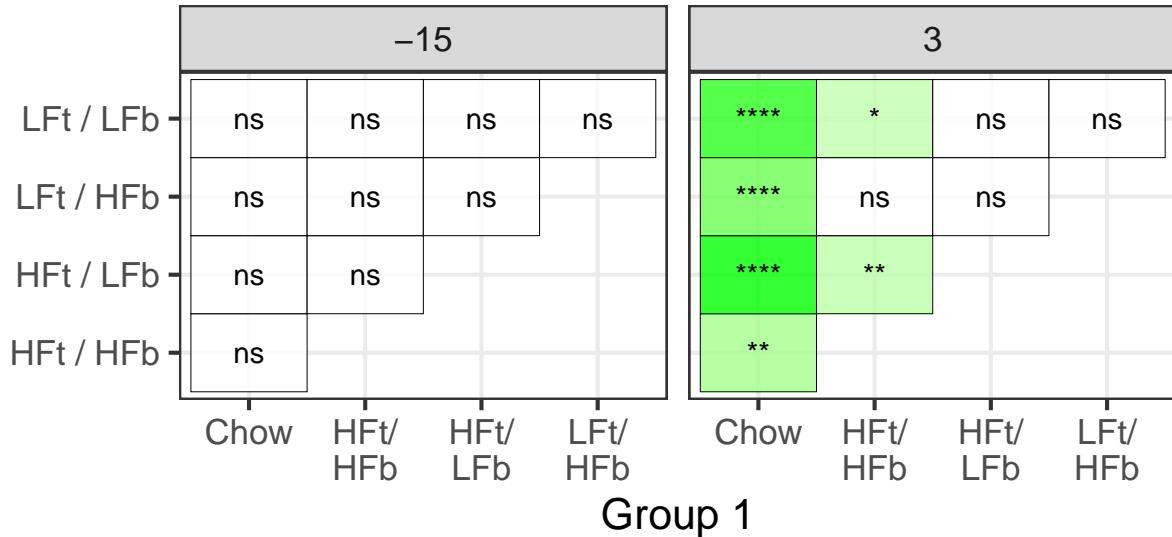 −15 3
LFt / LFb ns ns ns ns **** * ns ns
LFt / HFb ns ns ns **** ns ns
HFt / LFb ns ns **** **
HFt / HFb ns **
Chow HFt/ HFt/ LFt/ Chow HFt/ HFt/ LFt/
HFb LFb HFb HFb LFb HFb
Group 1